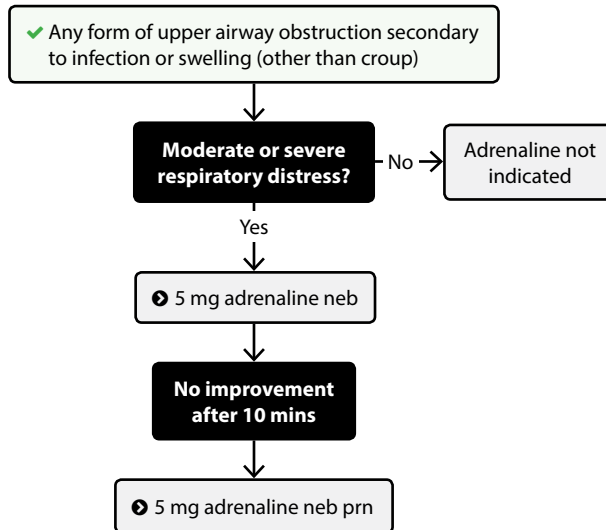 ✔ Any form of upper airway obstruction secondary
to infection or swelling (other than croup)
Moderate or severe
respiratory distress?
No
Adrenaline not
indicated
Yes
5 mg adrenaline neb
No improvement
after 10 mins
5 mg adrenaline neb prn